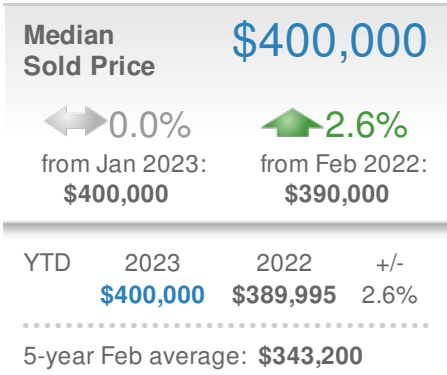 Median $400,000
Sold Price
0.0% 2.6%
from Jan 2023: from Feb 2022:
$400,000 $390,000
YTD 2023 2022 +/-
$400,000 $389,995 2.6%
5-year Feb average: $343,200